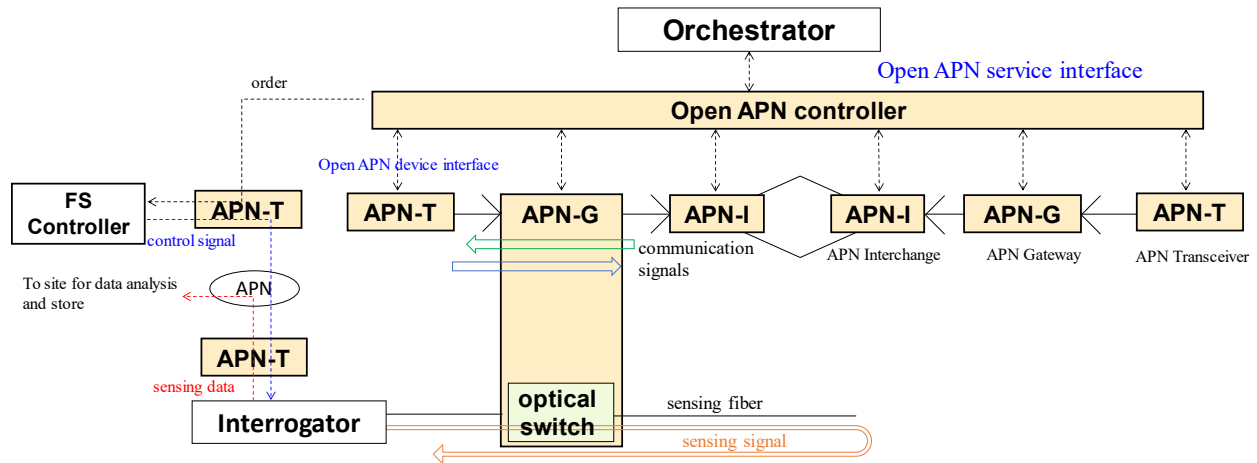 Orchestrator
Open APN service interface
order
Open APN controller
Open APN device interface
FS
Controller
APN-T
APN-T
APN-G
APN-I
APN-I
APN-G
APN-T
control signal
communication
signals
APN Interchange
APN Gateway
APN Transceiver
To site for data analysis
and store
APN
APN-T
sensing data
Interrogator
optical
switch
sensing fiber
sensing signal